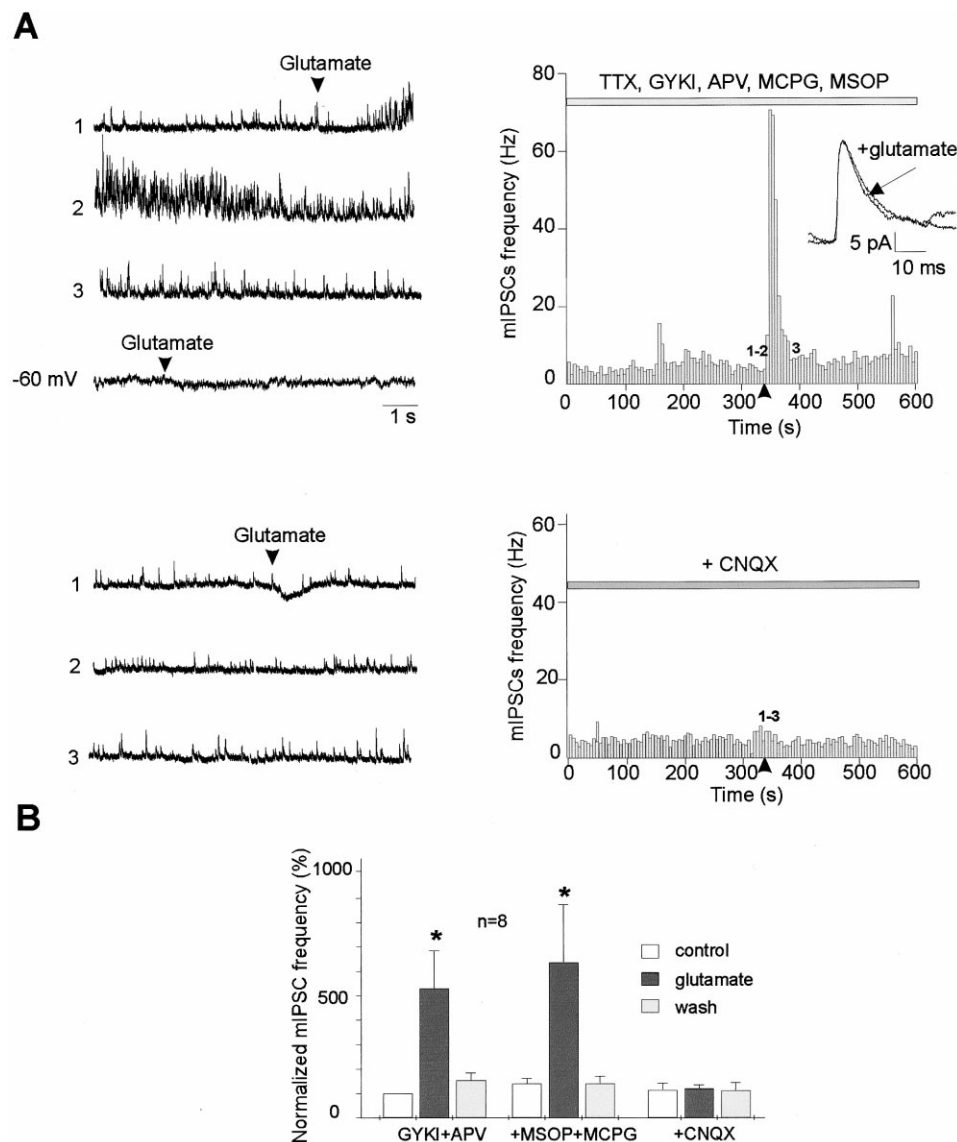 A
Glutamate
1
2
3
Glutamate
-60 mV
1 s
80
60
40
20
0
mIPSCs frequency (Hz)
TTX, GYKI, APV, MCPG, MSOP
+glutamate
5 pA
10 ms
1-2
3
0 100 200 300 400 500 600
Time (s)
Glutamate
1
2
3
60
40
20
0
mIPSCs frequency (Hz)
+ CNQX
1-3
0 100 200 300 400 500 600
Time (s)
B
1000
500
0
Normalized mIPSC frequency (%)
*
n=8
*
control
glutamate
wash
GYKI+APV
+MSOP+MCPG
+CNQX